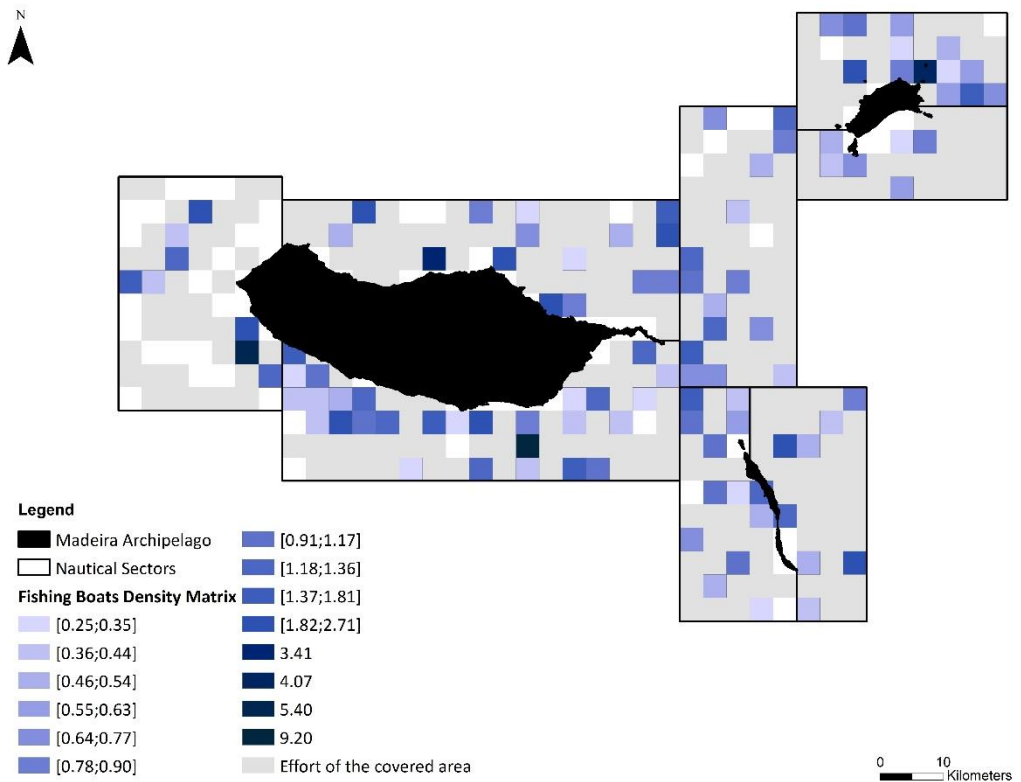 N
Legend
Madeira Archipelago
Nautical Sectors
Fishing Boats Density Matrix
[0.25;0.35]
[0.36;0.44]
[0.46;0.54]
[0.55;0.63]
[0.64;0.77]
[0.78;0.90]
[0.91;1.17]
[1.18;1.36]
[1.37;1.81]
[1.82;2.71]
3.41
4.07
5.40
9.20
Effort of the covered area
0 10
Kilometers